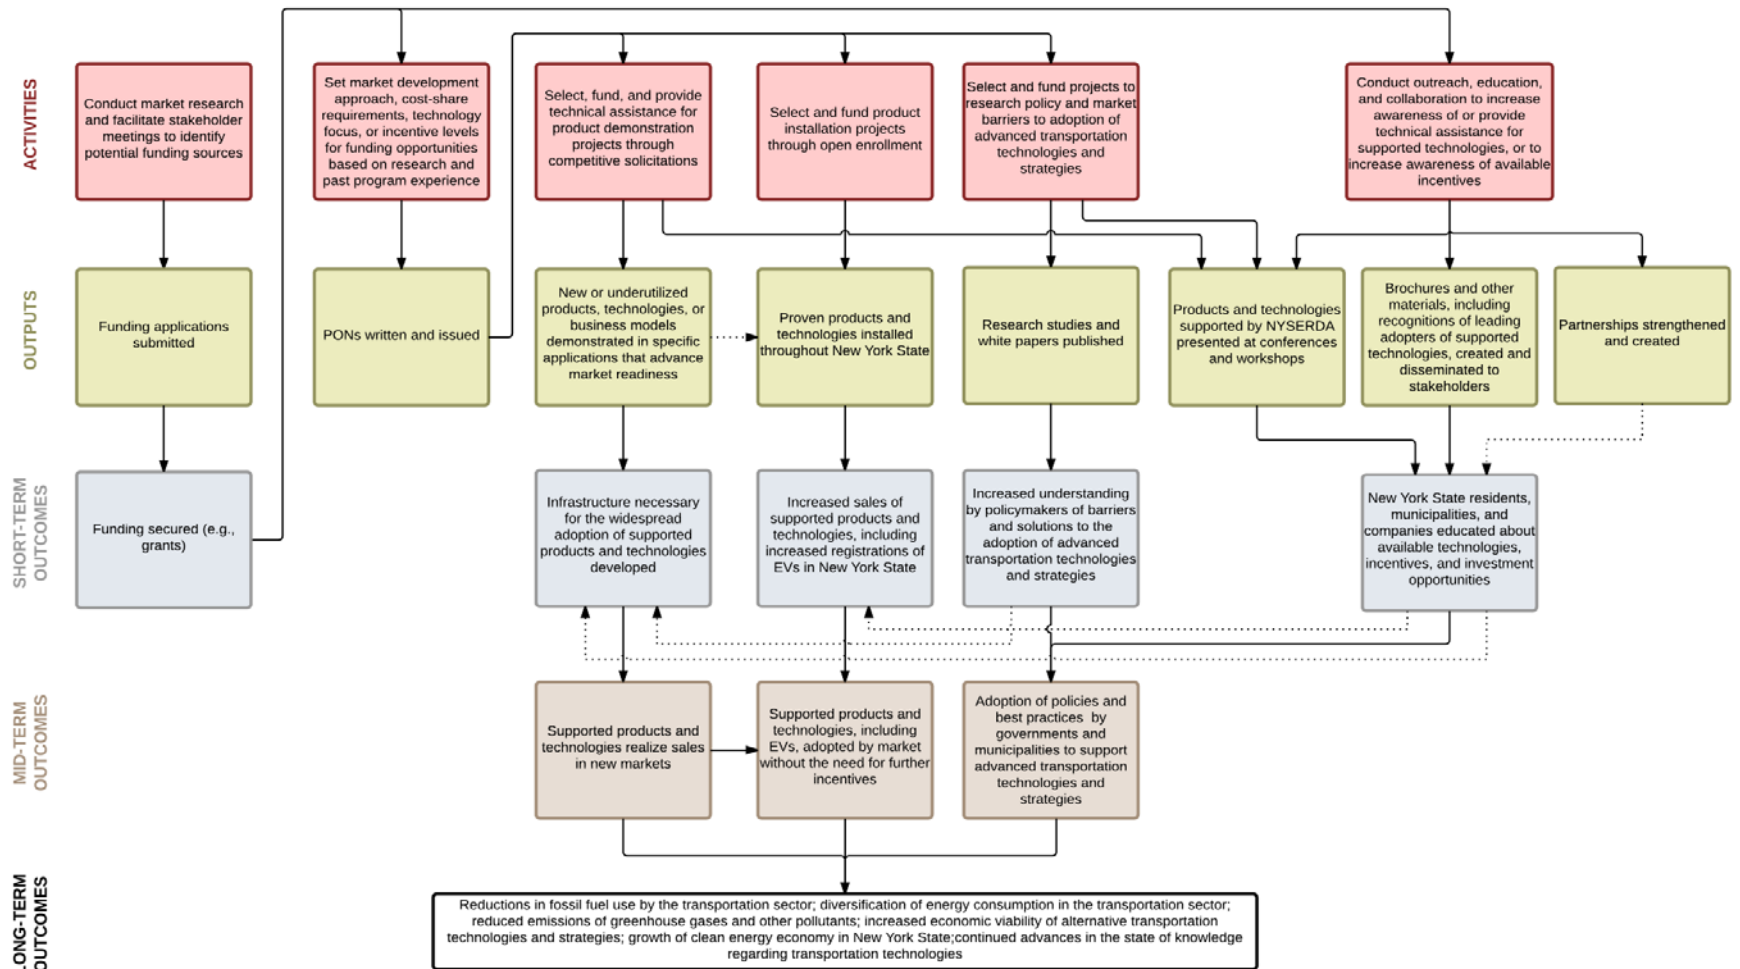 ACTIVITIES
Conduct market research
and facilitate stakeholder
meetings to identify
potential funding sources
Set market development
approach, cost-share
requirements, technology
focus, or incentive levels
for funding opportunities
based on research and
past program experience
Select, fund, and provide
technical assistance for
product demonstration
projects through
competitive solicitations
Select and fund product
installation projects
through open enrollment
Select and fund projects to
research policy and market
barriers to adoption of
advanced transportation
technologies and
strategies
Conduct outreach, education,
and collaboration to increase
awareness of or provide
technical assistance for
supported technologies, or to
increase awareness of available
incentives
OUTPUTS
Funding applications
submitted
PONs written and issued
New or underutilized
products, technologies, or
business models
demonstrated in specific
applications that advance
market readiness
Proven products and
technologies installed
throughout New York State
Research studies and
white papers published
Products and technologies
supported by NYSERDA
presented at conferences
and workshops
Brochures and other
materials, including
recognitions of leading
adopters of supported
technologies, created and
disseminated to
stakeholders
Partnerships strengthened
and created
SHORT-TERM
OUTCOMES
Funding secured (e.g.,
grants)
Infrastructure necessary
for the widespread
adoption of supported
products and technologies
developed
Increased sales of
supported products and
technologies, including
increased registrations of
EVs in New York State
Increased understanding
by policymakers of barriers
and solutions to the
adoption of advanced
transportation technologies
and strategies
New York State residents,
municipalities, and
companies educated about
available technologies,
incentives, and investment
opportunities
MID-TERM
OUTCOMES
Supported products and
technologies realize sales
in new markets
Supported products and
technologies, including
EVs, adopted by market
without the need for further
incentives
Adoption of policies and
best practices by
governments and
municipalities to support
advanced transportation
technologies and
strategies
LONG-TERM
OUTCOMES
Reductions in fossil fuel use by the transportation sector; diversification of energy consumption in the transportation sector;
reduced emissions of greenhouse gases and other pollutants; increased economic viability of alternative transportation
technologies and strategies; growth of clean energy economy in New York State;continued advances in the state of knowledge
regarding transportation technologies